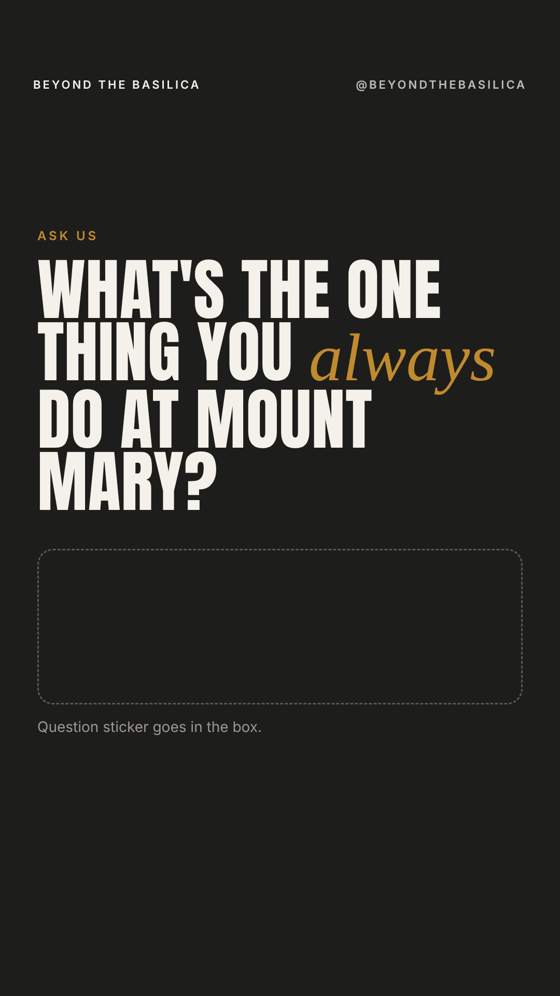 BEYOND THE BASILICA
@BEYONDTHEBASILICA
ASK US
WHAT'S THE ONE
THING YOU always
DO AT MOUNT
MARY?
Question sticker goes in the box.